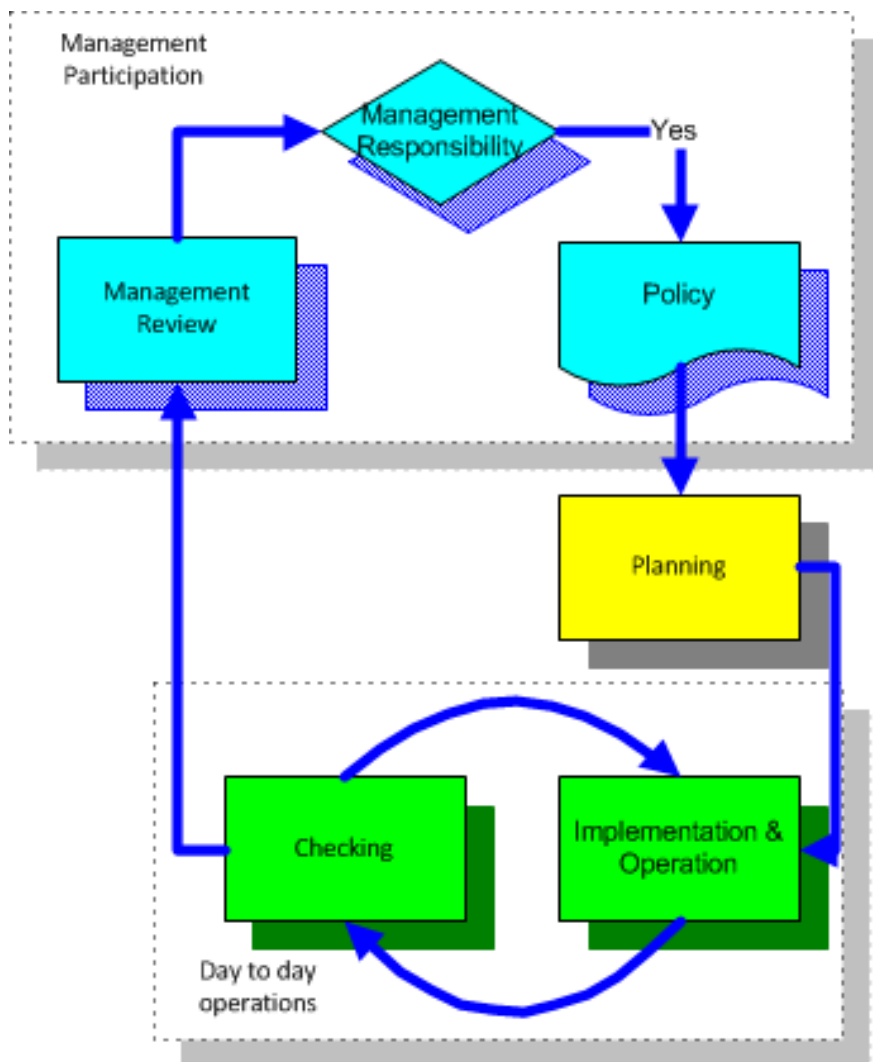 Management
Participation
Management
Responsibility
Yes
Management
Review
Policy
Planning
Checking
Implementation &
Operation
Day to day
operations